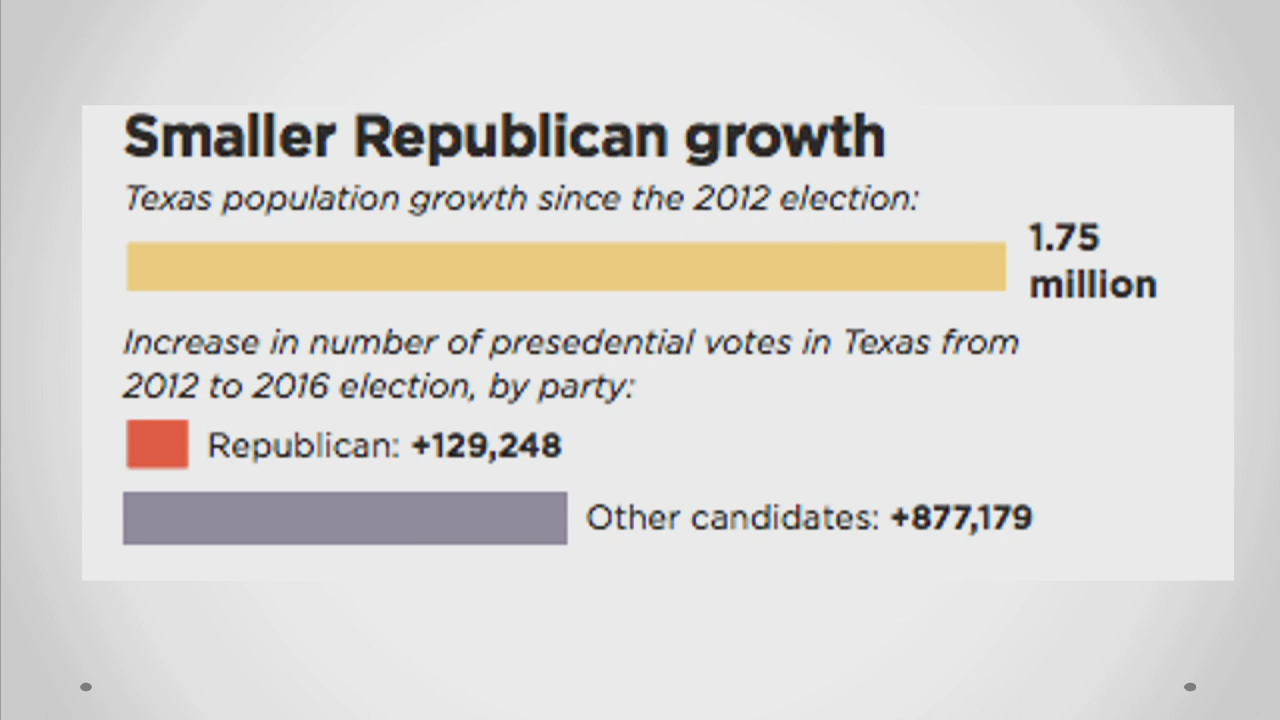 Smaller Republican growth
Texas population growth since the 2012 election:
1.75
million
Increase in number of presedential votes in Texas from
2012 to 2016 election, by party:
Republican: +129,248
Other candidates: +877,179